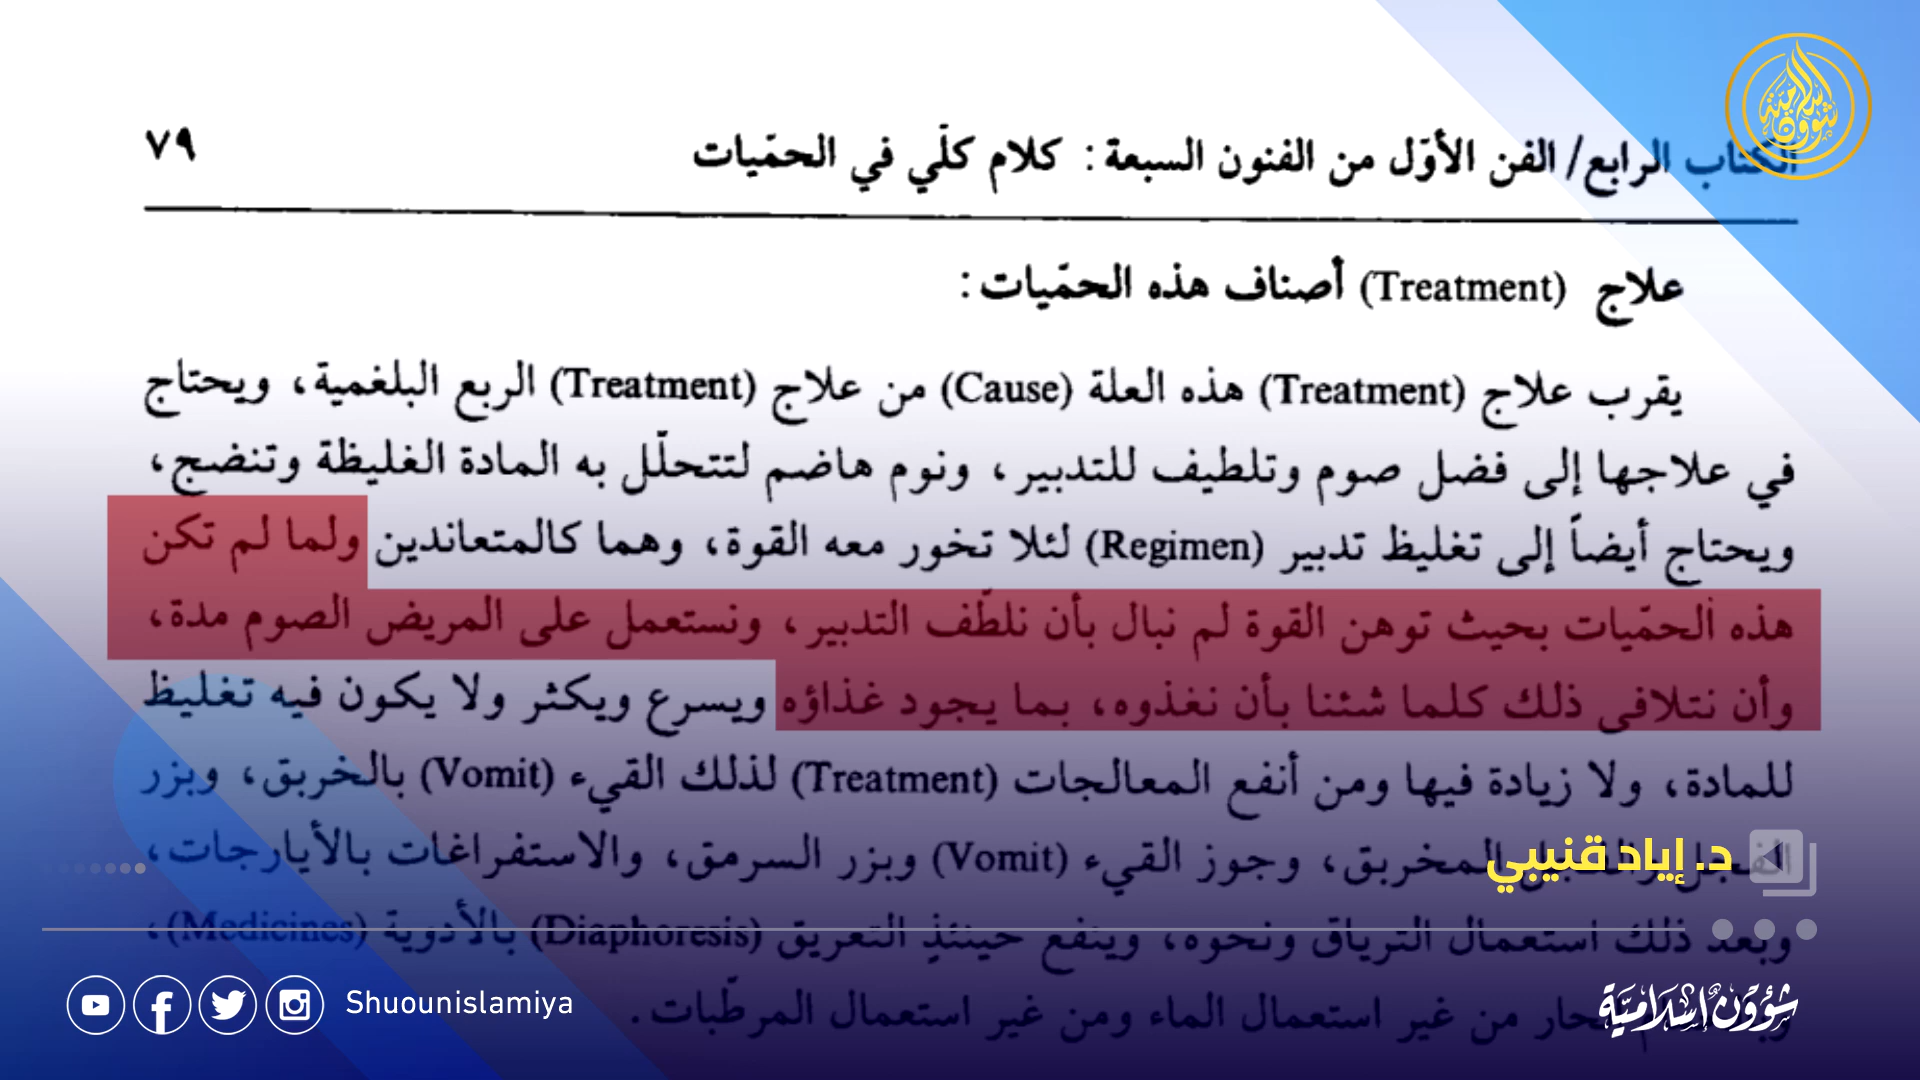 الكتاب الرابع/ الفن الأوّل من الفنون السبعة: كلام كلّي في الحمّيات ٧٩
علاج (Treatment) أصناف هذه الحمّيات:
يقرب علاج (Treatment) هذه العلة (Cause) من علاج (Treatment) الربع البلغمية، ويحتاج
في علاجها إلى فضل صوم وتلطيف للتدبير، ونوم هاضم لتتحلّل به المادة الغليظة وتنضج،
ويحتاج أيضاً إلى تغليظ تدبير (Regimen) لئلا تخور معه القوة، وهما كالمتعاندين ولما لم تكن
هذه الحمّيات بحيث توهن القوة لم نبال بأن نلطّف التدبير، ونستعمل على المريض الصوم مدة،
وأن نتلافى ذلك كلما شئنا بأن نغذوه، بما يجود غذاؤه ويسرع ويكثر ولا يكون فيه تغليظ
للمادة، ولا زيادة فيها ومن أنفع المعالجات (Treatment) لذلك القيء (Vomit) بالخربق، وبزر
المخربق، وجوز القيء (Vomit) وبزر السرمق، والاستفراغات بالأيارجات،
د. إياد قنيبي
وبعد ذلك استعمال الترياق ونحوه، وينفع حينئذٍ التعريق (Diaphoresis) بالأدوية (Medicines)،
الحار من غير استعمال الماء ومن غير استعمال المرطّبات.
Shuounislamiya
شؤون إسلامية
شؤون إسلامية